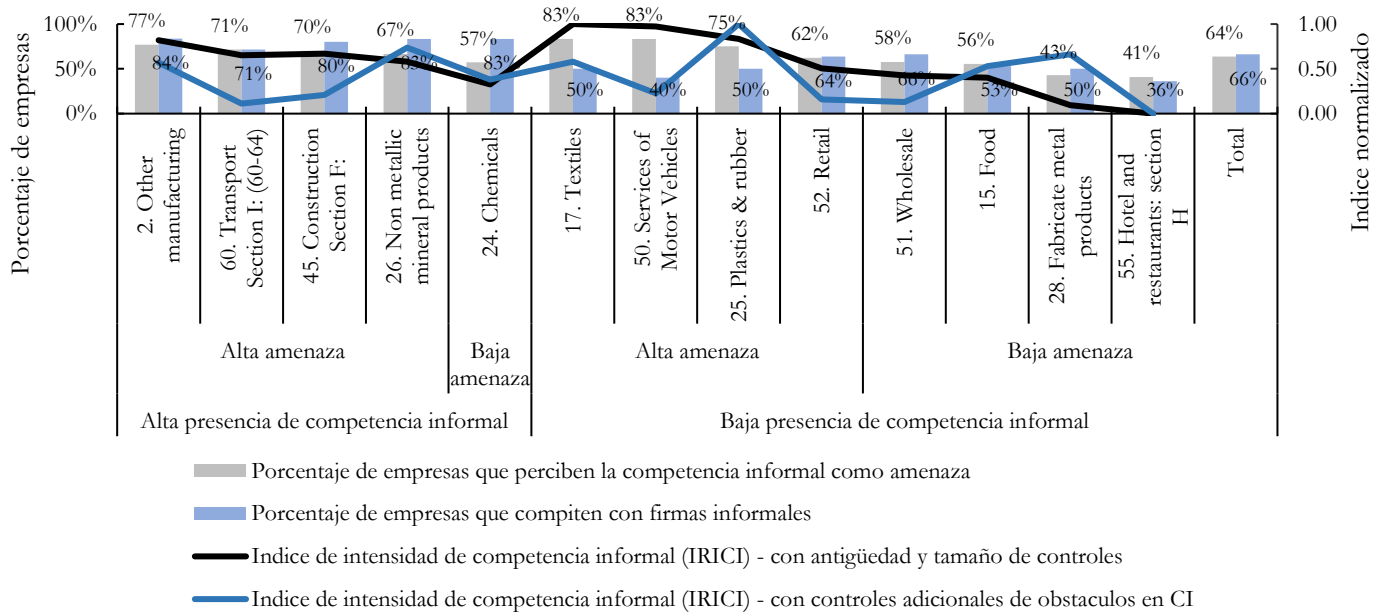 Porcentaje de empresas
100%
50%
0%
77%
71%
70%
67%
57%
83%
83%
75%
62%
58%
56%
43%
41%
64%
84%
71%
80%
83%
83%
50%
40%
50%
64%
66%
53%
50%
36%
66%
1.00
0.50
0.00
Indice normalizado
2. Other
manufacturing
60. Transport
Section I: (60-64)
45. Construction
Section F:
26. Non metallic
mineral products
24. Chemicals
17. Textiles
50. Services of
Motor Vehicles
25. Plastics & rubber
52. Retail
51. Wholesale
15. Food
28. Fabricate metal
products
55. Hotel and
restaurants: section
H
Total
Alta amenaza
Baja
amenaza
Alta amenaza
Baja amenaza
Alta presencia de competencia informal
Baja presencia de competencia informal
Porcentaje de empresas que perciben la competencia informal como amenaza
Porcentaje de empresas que compiten con firmas informales
Indice de intensidad de competencia informal (IRICI) - con antigüedad y tamaño de controles
Indice de intensidad de competencia informal (IRICI) - con controles adicionales de obstaculos en CI